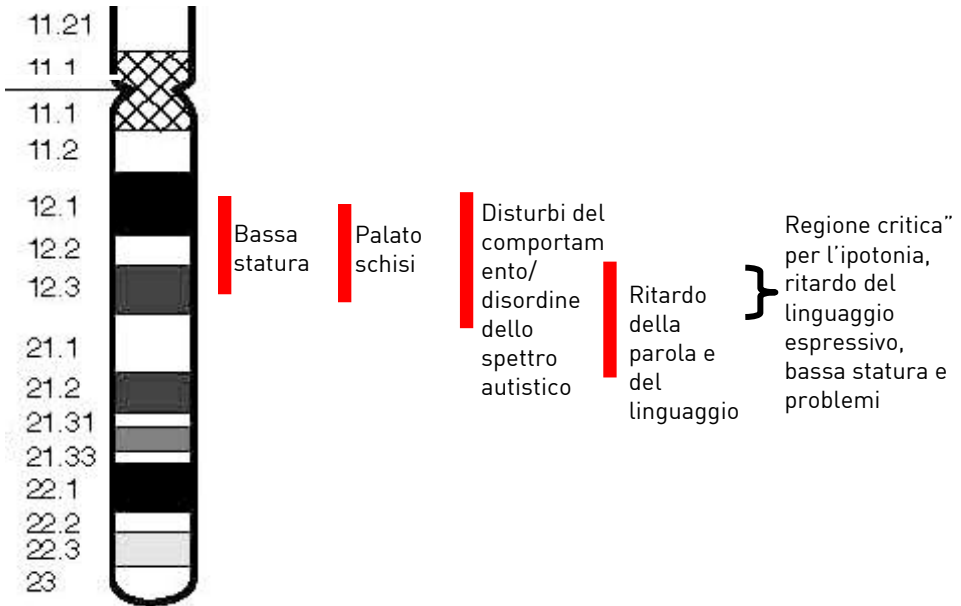 11.21
11.1
11.1
11.2
12.1
12.2
12.3
21.1
21.2
21.31
21.33
22.1
22.2
22.3
23
Bassa
statura
Palato
schisi
Disturbi del
comportam
ento/
disordine
dello
spettro
autistico
Ritardo
della
parola e
del
linguaggio
Regione critica”
per l'ipotonia,
ritardo del
linguaggio
espressivo,
bassa statura e
problemi